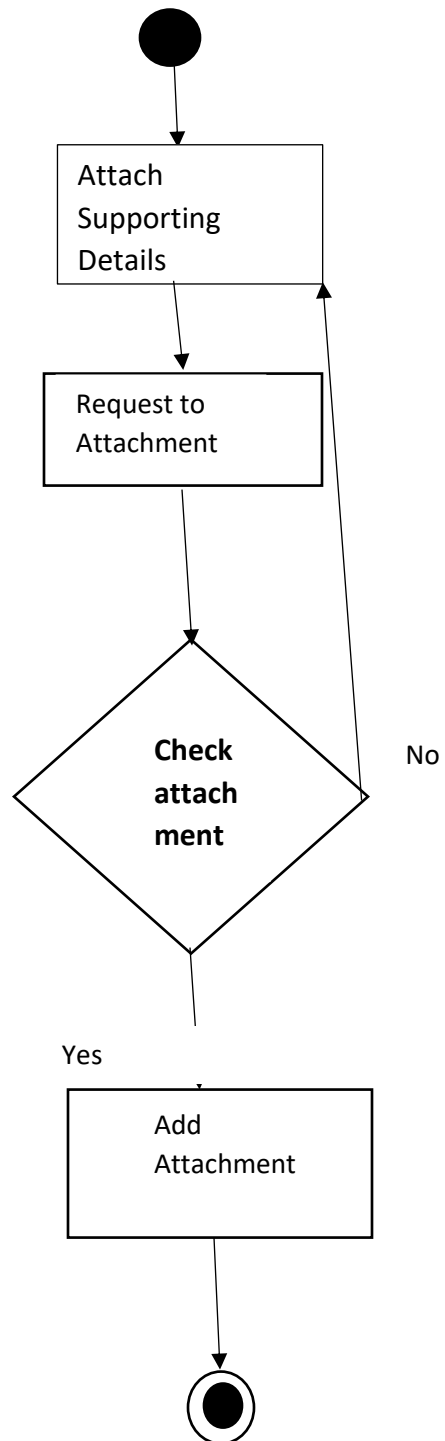 Attach
Supporting
Details
Request to
Attachment
Check
attach
ment
No
Yes
Add
Attachment